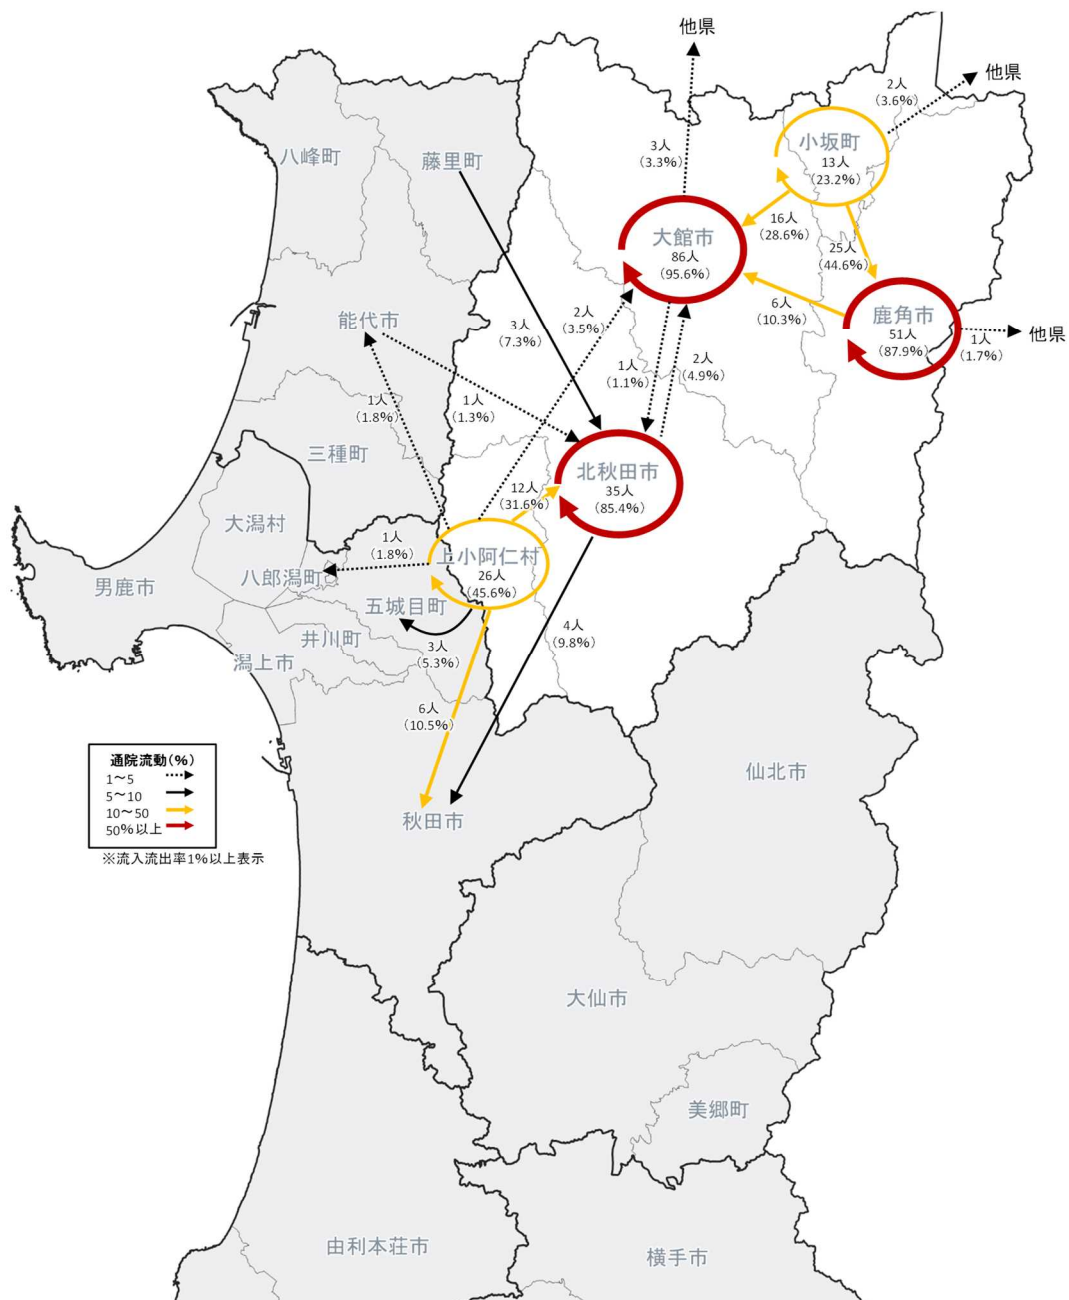 他県
他県
2人
(3.6%)
小坂町
13人
(23.2%)
八峰町
藤里町
3人
(3.3%)
16人
(28.6%)
大館市
86人
(95.6%)
25人
(44.6%)
能代市
3人
(7.3%)
2人
(3.5%)
6人
(10.3%)
鹿角市
51人
(87.9%)
1人
(1.7%)
他県
1人
(1.1%)
2人
(4.9%)
1人
(1.8%)
1人
(1.3%)
三種町
北秋田市
35人
(85.4%)
12人
(31.6%)
大潟村
1人
(1.8%)
上小阿仁村
26人
(45.6%)
八郎潟町
男鹿市
五城目町
井川町
3人
(5.3%)
4人
(9.8%)
潟上市
6人
(10.5%)
通院流動(%)
1～5
5～10
10～50
50%以上
※流入流出率1%以上表示
秋田市
仙北市
大仙市
美郷町
由利本荘市
横手市